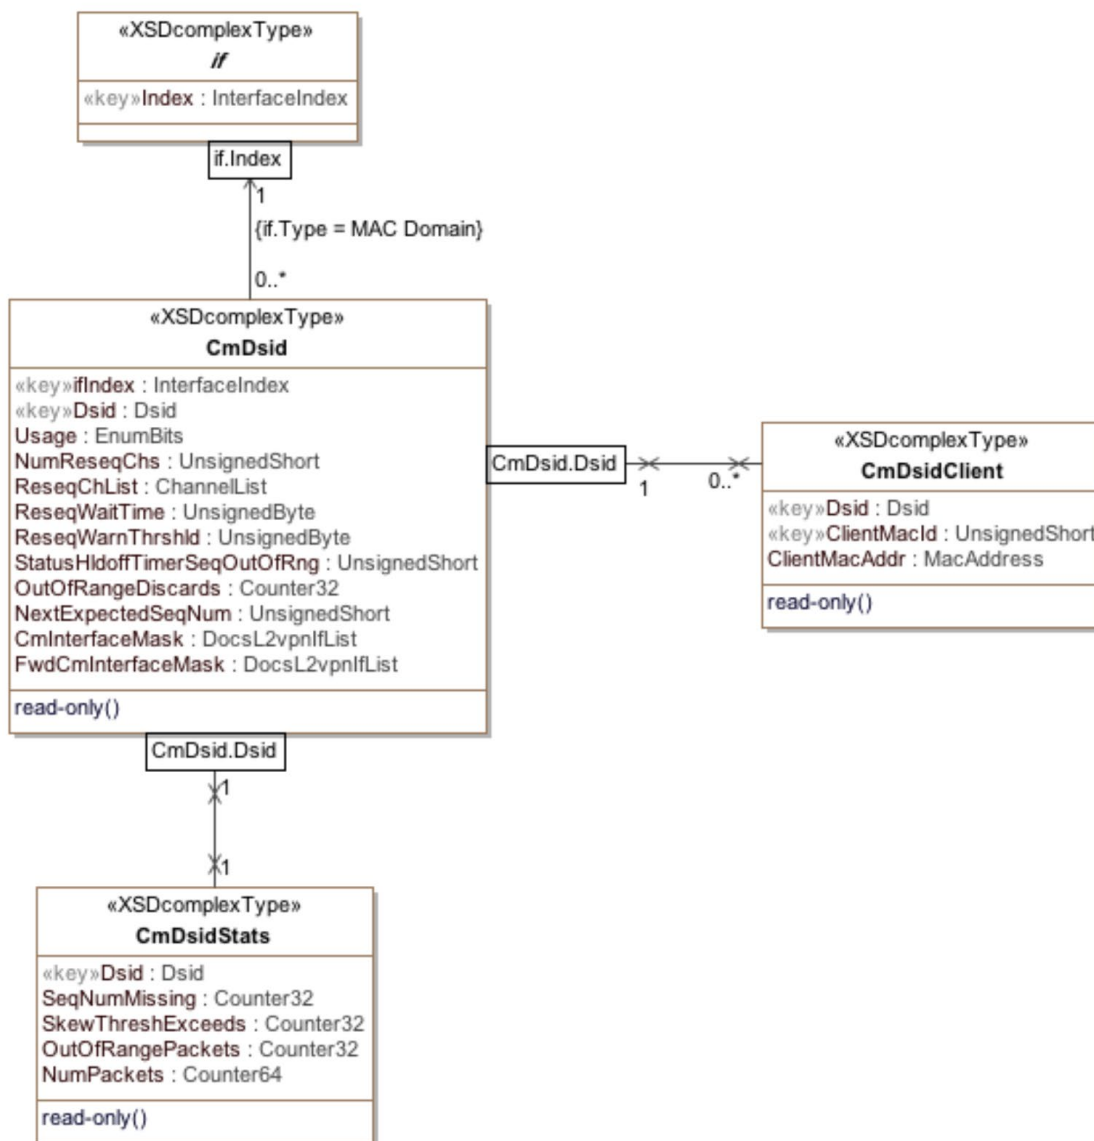 «XSDcomplexType»
if
«key»Index : InterfaceIndex
if.Index
1
{if.Type = MAC Domain}
0..*
«XSDcomplexType»
CmDsid
«key»ifIndex : InterfaceIndex
«key»Dsid : Dsid
Usage : EnumBits
NumReseqChs : UnsignedShort
ReseqChList : ChannelList
ReseqWaitTime : UnsignedByte
ReseqWarnThrshld : UnsignedByte
StatusHldoffTimerSeqOutOfRng : UnsignedShort
OutOfRangeDiscards : Counter32
NextExpectedSeqNum : UnsignedShort
CmInterfaceMask : DocsL2vpnIfList
FwdCmInterfaceMask : DocsL2vpnIfList
read-only()
CmDsid.Dsid
1
0..*
«XSDcomplexType»
CmDsidClient
«key»Dsid : Dsid
«key»ClientMacId : UnsignedShort
ClientMacAddr : MacAddress
read-only()
CmDsid.Dsid
1
1
«XSDcomplexType»
CmDsidStats
«key»Dsid : Dsid
SeqNumMissing : Counter32
SkewThreshExceeds : Counter32
OutOfRangePackets : Counter32
NumPackets : Counter64
read-only()